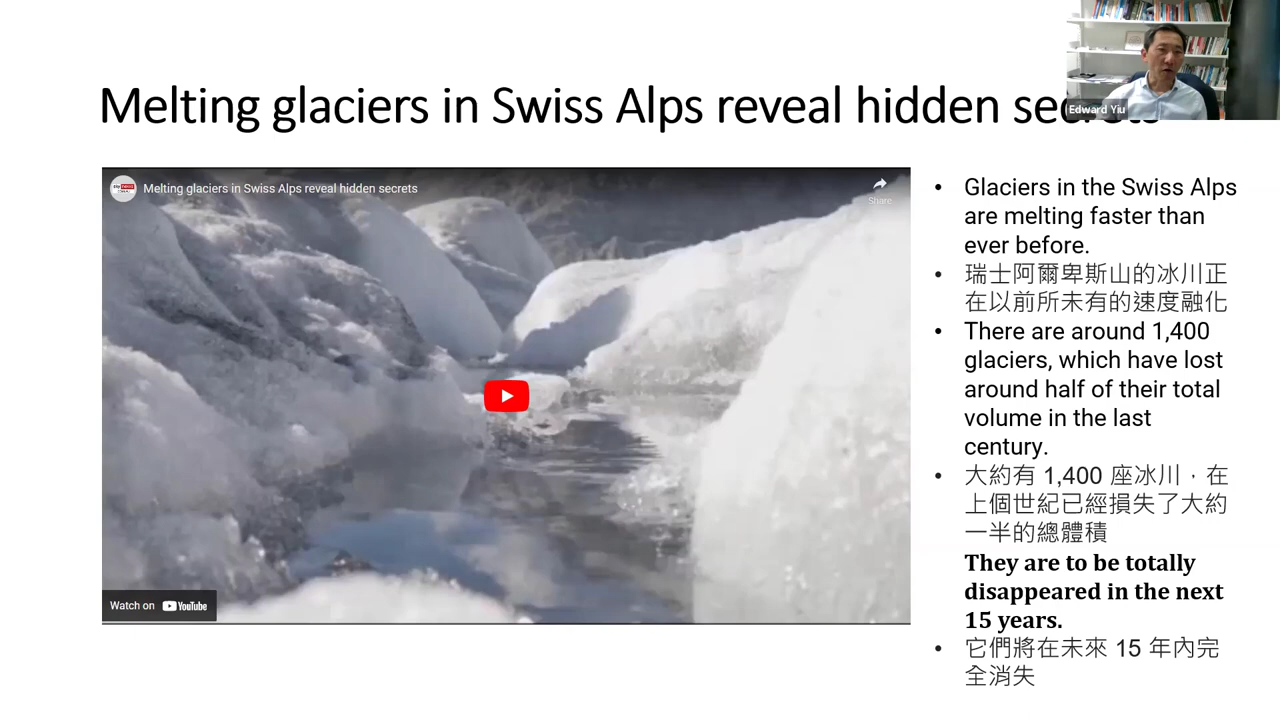 Melting glaciers in Swiss Alps reveal hidden
Edward Yiu
Melting glaciers in Swiss Alps reveal hidden secrets
Share
Watch on YouTube
• Glaciers in the Swiss Alps
are melting faster than
ever before.
• 瑞士阿爾卑斯山的冰川正
在以前所未有的速度融化
• There are around 1,400
glaciers, which have lost
around half of their total
volume in the last
century.
• 大約有 1,400 座冰川，在
上個世紀已經損失了大約
一半的總體積
They are to be totally
disappeared in the next
15 years.
• 它們將在未來 15 年內完
全消失